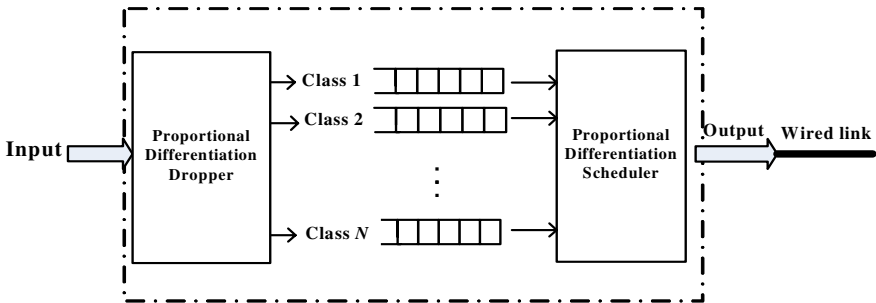 Input
Proportional
Differentiation
Dropper
Class 1
Class 2
⋮
Class N
Proportional
Differentiation
Scheduler
Output
Wired link